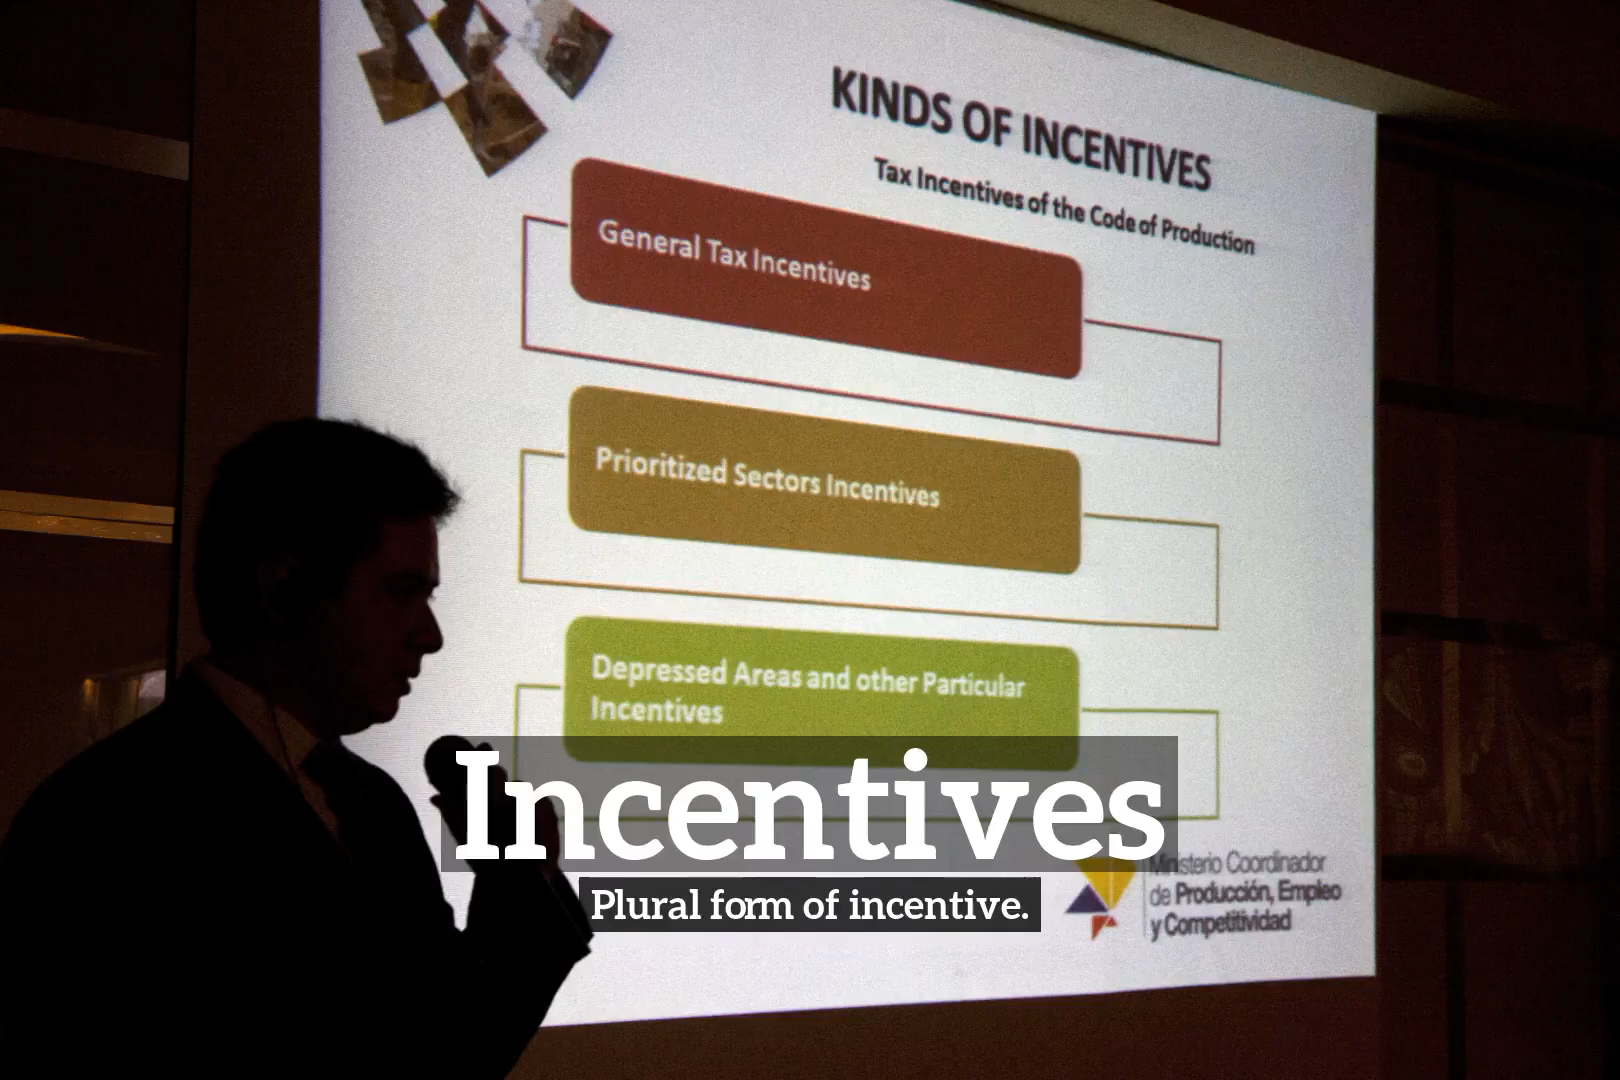 KINDS OF INCENTIVES
Tax Incentives of the Code of Production
General Tax Incentives
Prioritized Sectors Incentives
Depressed Areas and other Particular
Incentives
Incentives
Plural form of incentive.
Ministerio Coordinador
de Producción, Empleo
y Competitividad